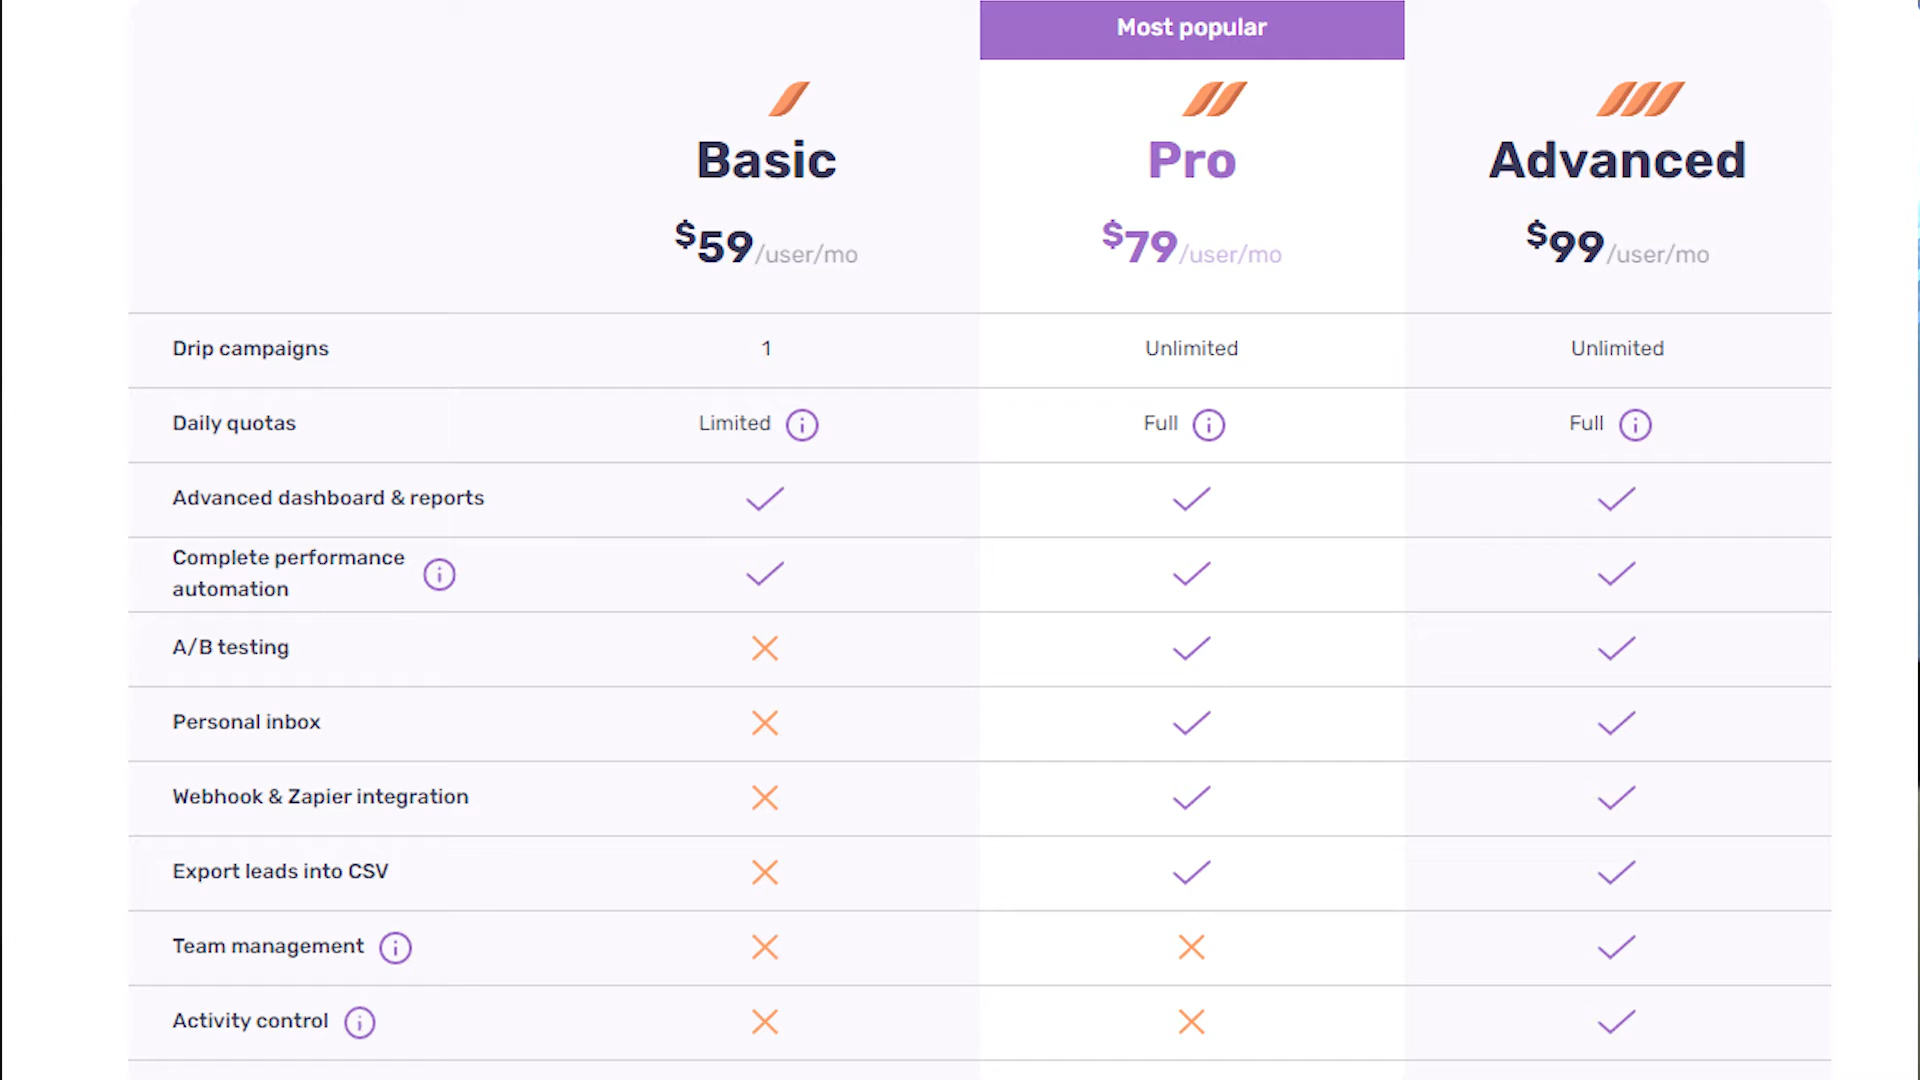 Most popular
Basic Pro Advanced
$59/user/mo $79/user/mo $99/user/mo
Drip campaigns 1 Unlimited Unlimited
Daily quotas Limited i Full i Full i
Advanced dashboard & reports
Complete performance
automation i
A/B testing
Personal inbox
Webhook & Zapier integration
Export leads into CSV
Team management i
Activity control i